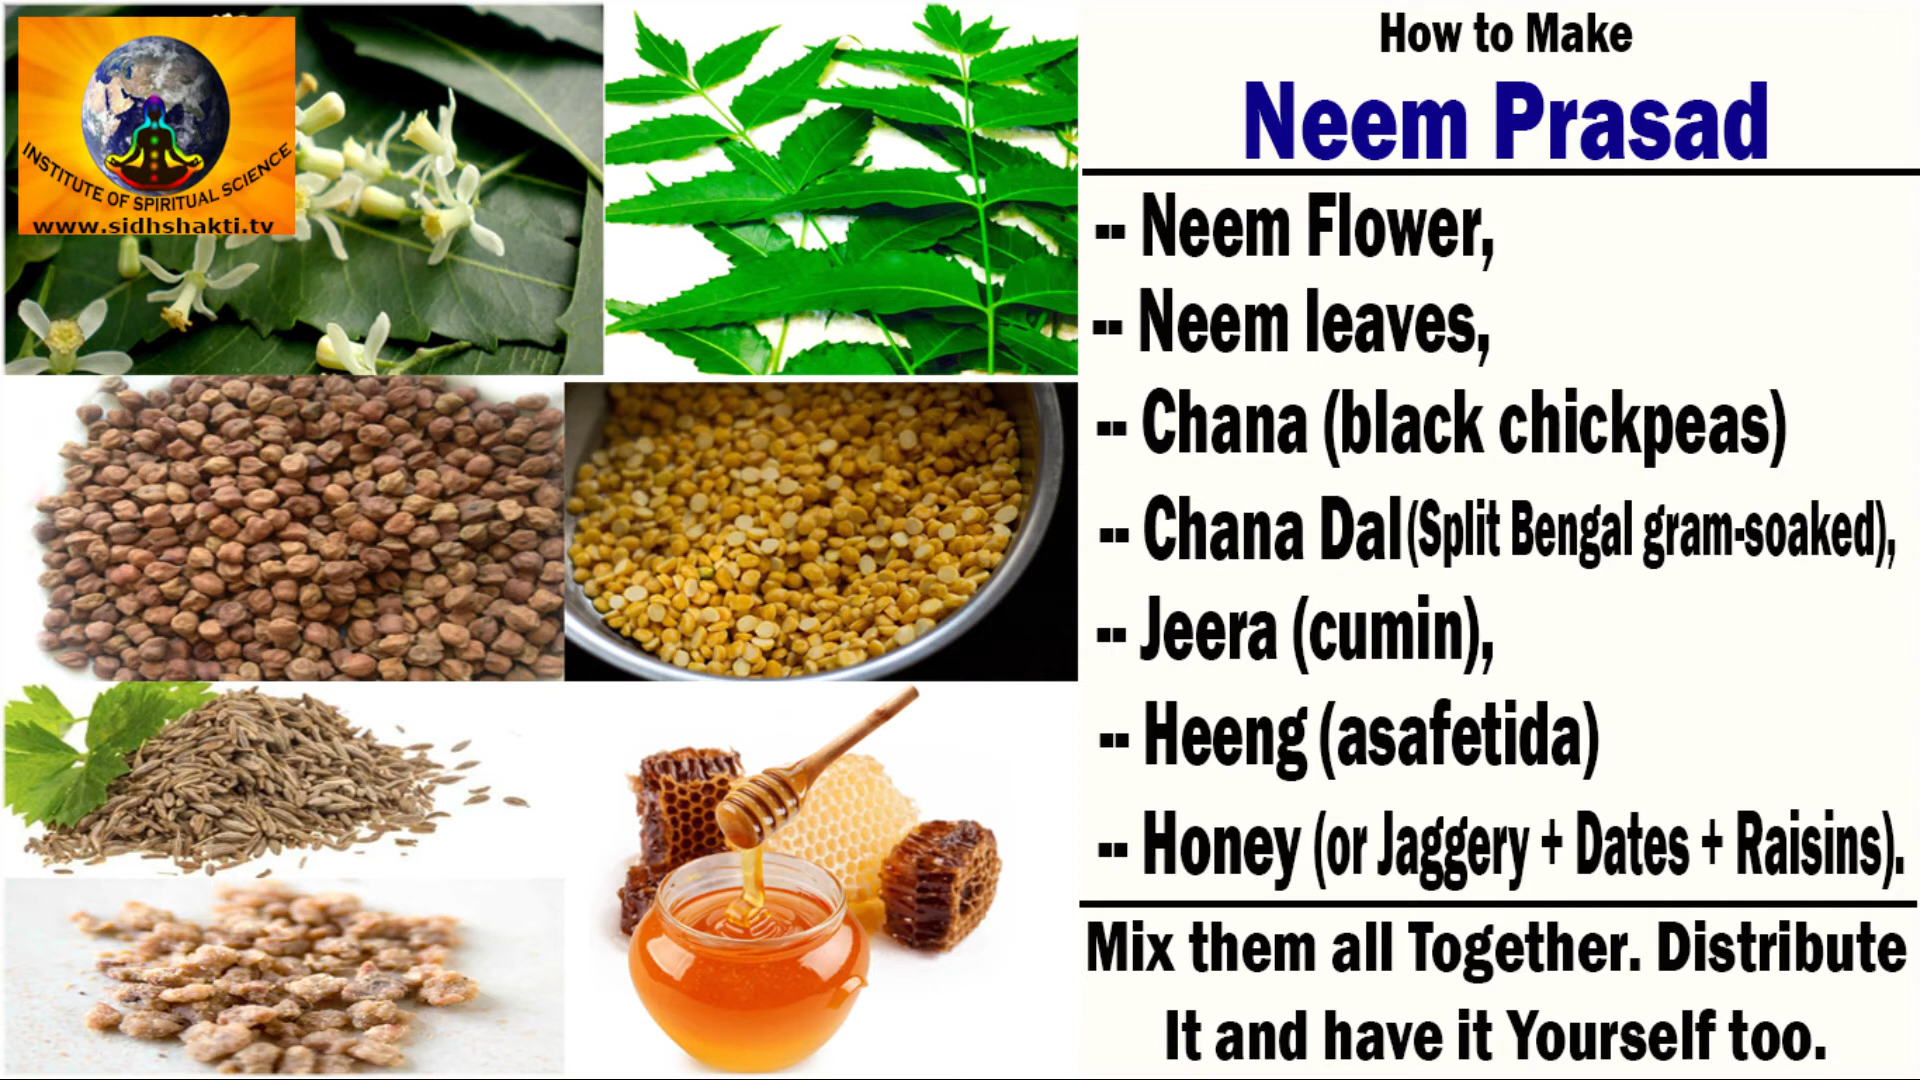 INSTITUTE OF SPIRITUAL SCIENCE
www.sidhshakti.tv
How to Make
Neem Prasad
-- Neem Flower,
-- Neem leaves,
-- Chana (black chickpeas)
-- Chana Dal (Split Bengal gram-soaked),
-- Jeera (cumin),
-- Heeng (asafetida)
-- Honey (or Jaggery + Dates + Raisins).
Mix them all Together. Distribute
It and have it Yourself too.